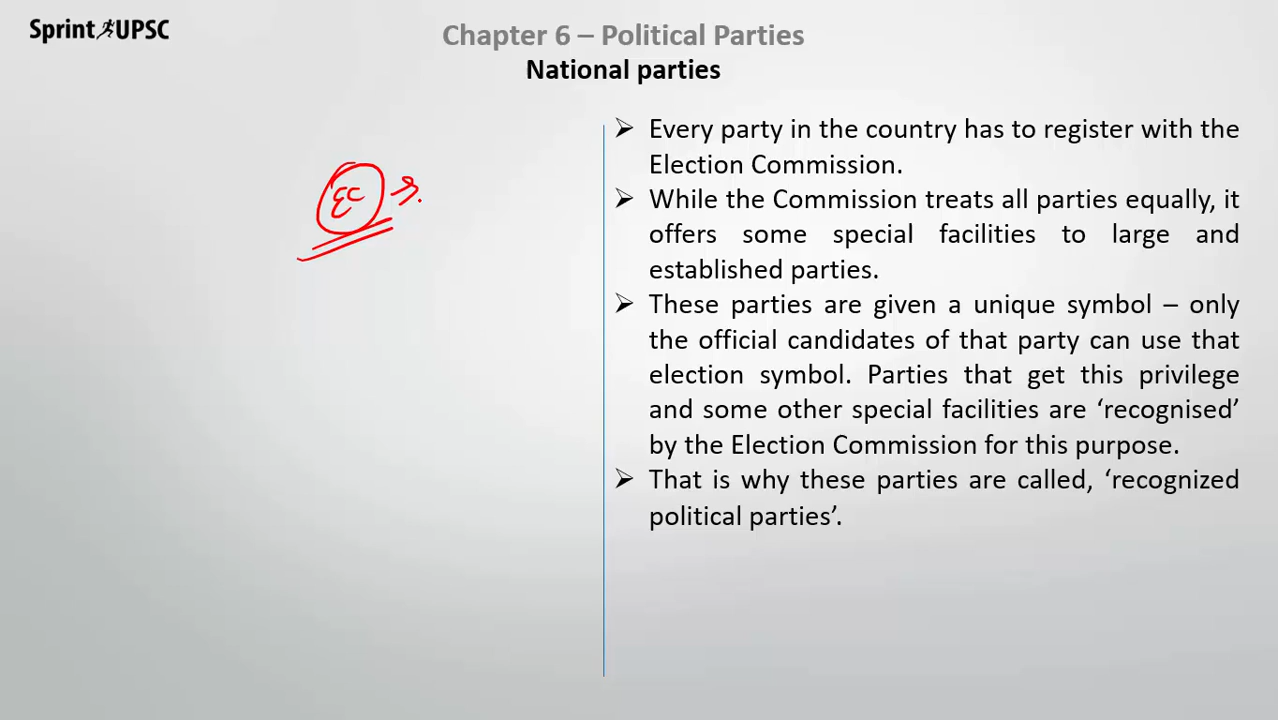 Sprint UPSC
Chapter 6 – Political Parties
National parties
EC
➢ Every party in the country has to register with the
Election Commission.
➢ While the Commission treats all parties equally, it
offers some special facilities to large and
established parties.
➢ These parties are given a unique symbol – only
the official candidates of that party can use that
election symbol. Parties that get this privilege
and some other special facilities are ‘recognised’
by the Election Commission for this purpose.
➢ That is why these parties are called, ‘recognized
political parties’.